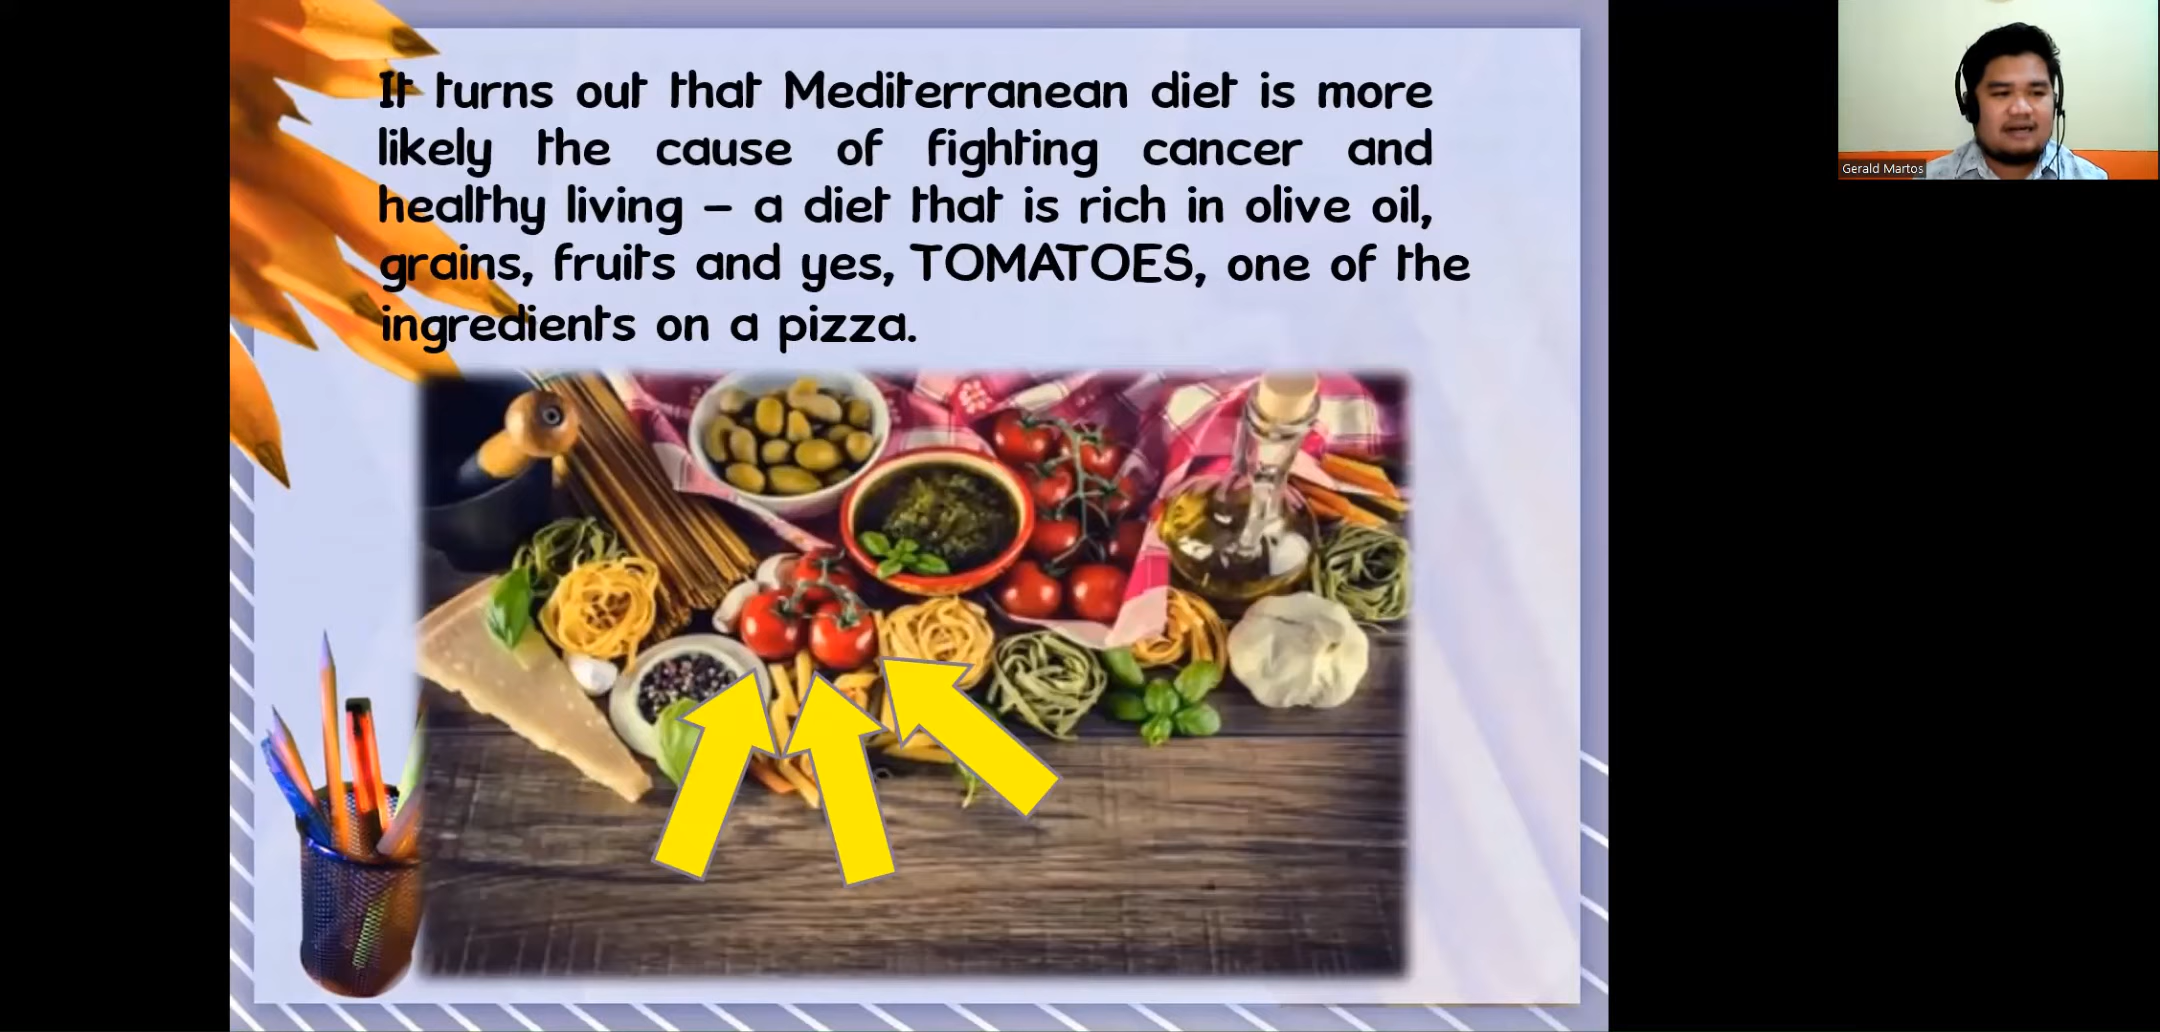 It turns out that Mediterranean diet is more
likely the cause of fighting cancer and
healthy living – a diet that is rich in olive oil,
grains, fruits and yes, TOMATOES, one of the
ingredients on a pizza.
Gerald Martos